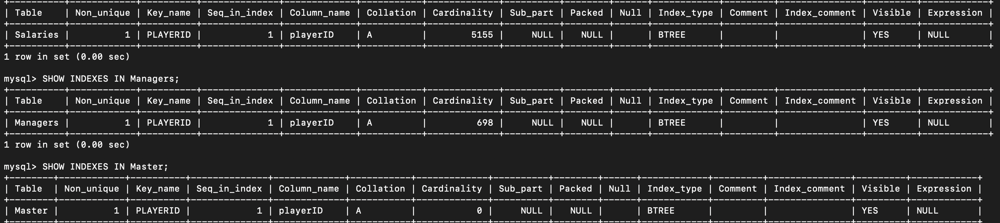 +-----------+------------+----------+--------------+-------------+-----------+-------------+----------+--------+------+------------+---------+---------------+---------+------------+
| Table     | Non_unique | Key_name | Seq_in_index | Column_name | Collation | Cardinality | Sub_part | Packed | Null | Index_type | Comment | Index_comment | Visible | Expression |
+-----------+------------+----------+--------------+-------------+-----------+-------------+----------+--------+------+------------+---------+---------------+---------+------------+
| Salaries |          1 | PLAYERID |            1 | playerID    | A         |        5155 |     NULL |   NULL |      | BTREE      |         |               | YES     | NULL       |
+-----------+------------+----------+--------------+-------------+-----------+-------------+----------+--------+------+------------+---------+---------------+---------+------------+
1 row in set (0.00 sec)

mysql> SHOW INDEXES IN Managers;
+-----------+------------+----------+--------------+-------------+-----------+-------------+----------+--------+------+------------+---------+---------------+---------+------------+
| Table    | Non_unique | Key_name | Seq_in_index | Column_name | Collation | Cardinality | Sub_part | Packed | Null | Index_type | Comment | Index_comment | Visible | Expression |
+-----------+------------+----------+--------------+-------------+-----------+-------------+----------+--------+------+------------+---------+---------------+---------+------------+
| Managers |          1 | PLAYERID |            1 | playerID    | A         |         698 |     NULL |   NULL |      | BTREE      |         |               | YES     | NULL       |
+-----------+------------+----------+--------------+-------------+-----------+-------------+----------+--------+------+------------+---------+---------------+---------+------------+
1 row in set (0.00 sec)

mysql> SHOW INDEXES IN Master;
+--------+------------+----------+--------------+-------------+-----------+-------------+----------+--------+------+------------+---------+---------------+---------+------------+
| Table  | Non_unique | Key_name | Seq_in_index | Column_name | Collation | Cardinality | Sub_part | Packed | Null | Index_type | Comment | Index_comment | Visible | Expression |
+--------+------------+----------+--------------+-------------+-----------+-------------+----------+--------+------+------------+---------+---------------+---------+------------+
| Master |          1 | PLAYERID |            1 | playerID    | A         |           0 |     NULL |   NULL |      | BTREE      |         |               | YES     | NULL       |
+--------+------------+----------+--------------+-------------+-----------+-------------+----------+--------+------+------------+---------+---------------+---------+------------+